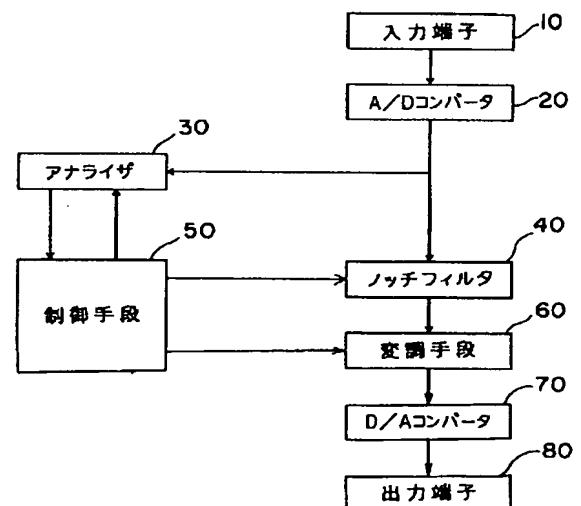 入力端子
10
A/Dコンバータ
20
30
アナライザ
50
制御手段
40
ノッチフィルタ
60
変調手段
70
D/Aコンバータ
80
出力端子